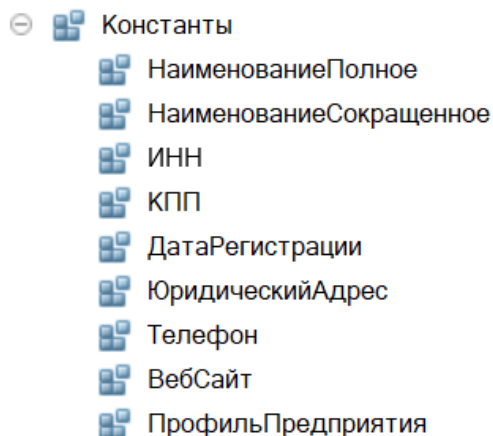 Константы
НаименованиеПолное
НаименованиеСокращенное
ИНН
КПП
ДатаРегистрации
ЮридическийАдрес
Телефон
ВебСайт
ПрофильПредприятия